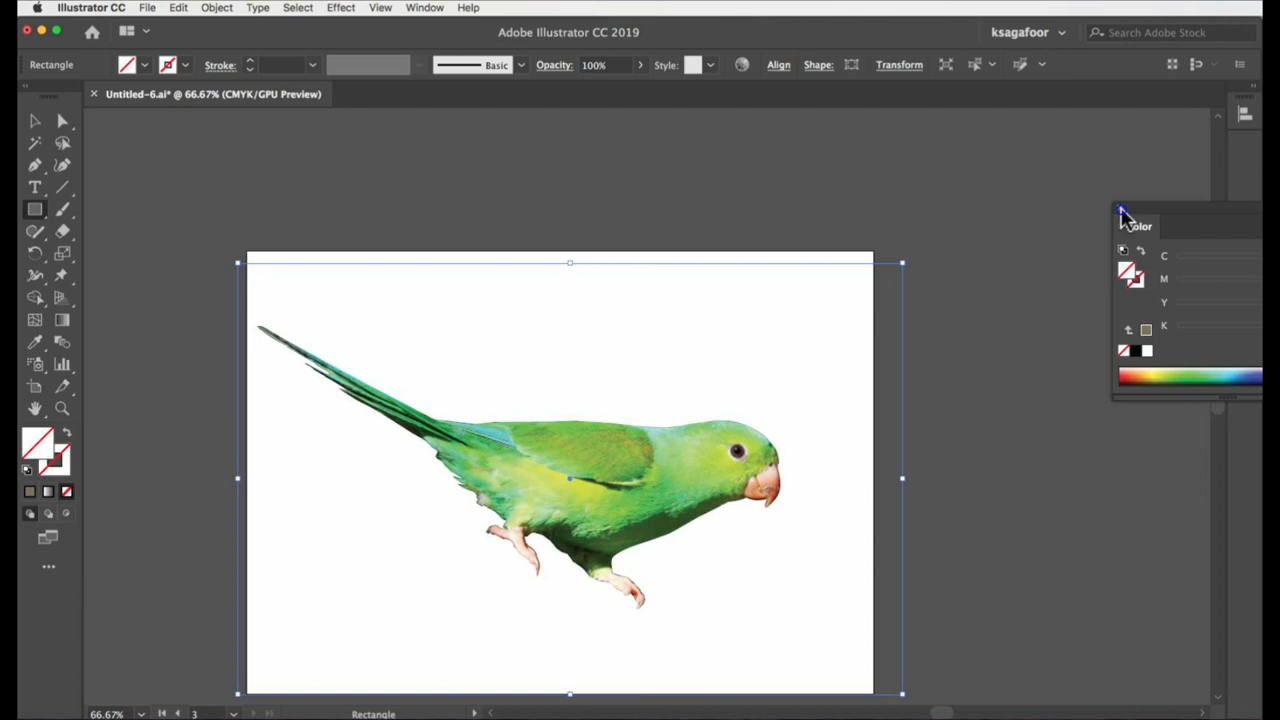 Illustrator CC File Edit Object Type Select Effect View Window Help
Adobe Illustrator CC 2019
ksagafoor
Search Adobe Stock
Rectangle
Stroke:
Basic
Opacity: 100%
Style:
Align
Shape:
Transform
Untitled-6.ai* @ 66.67% (CMYK/GPU Preview)
C
M
Y
K
66.67%
3
Rectangle